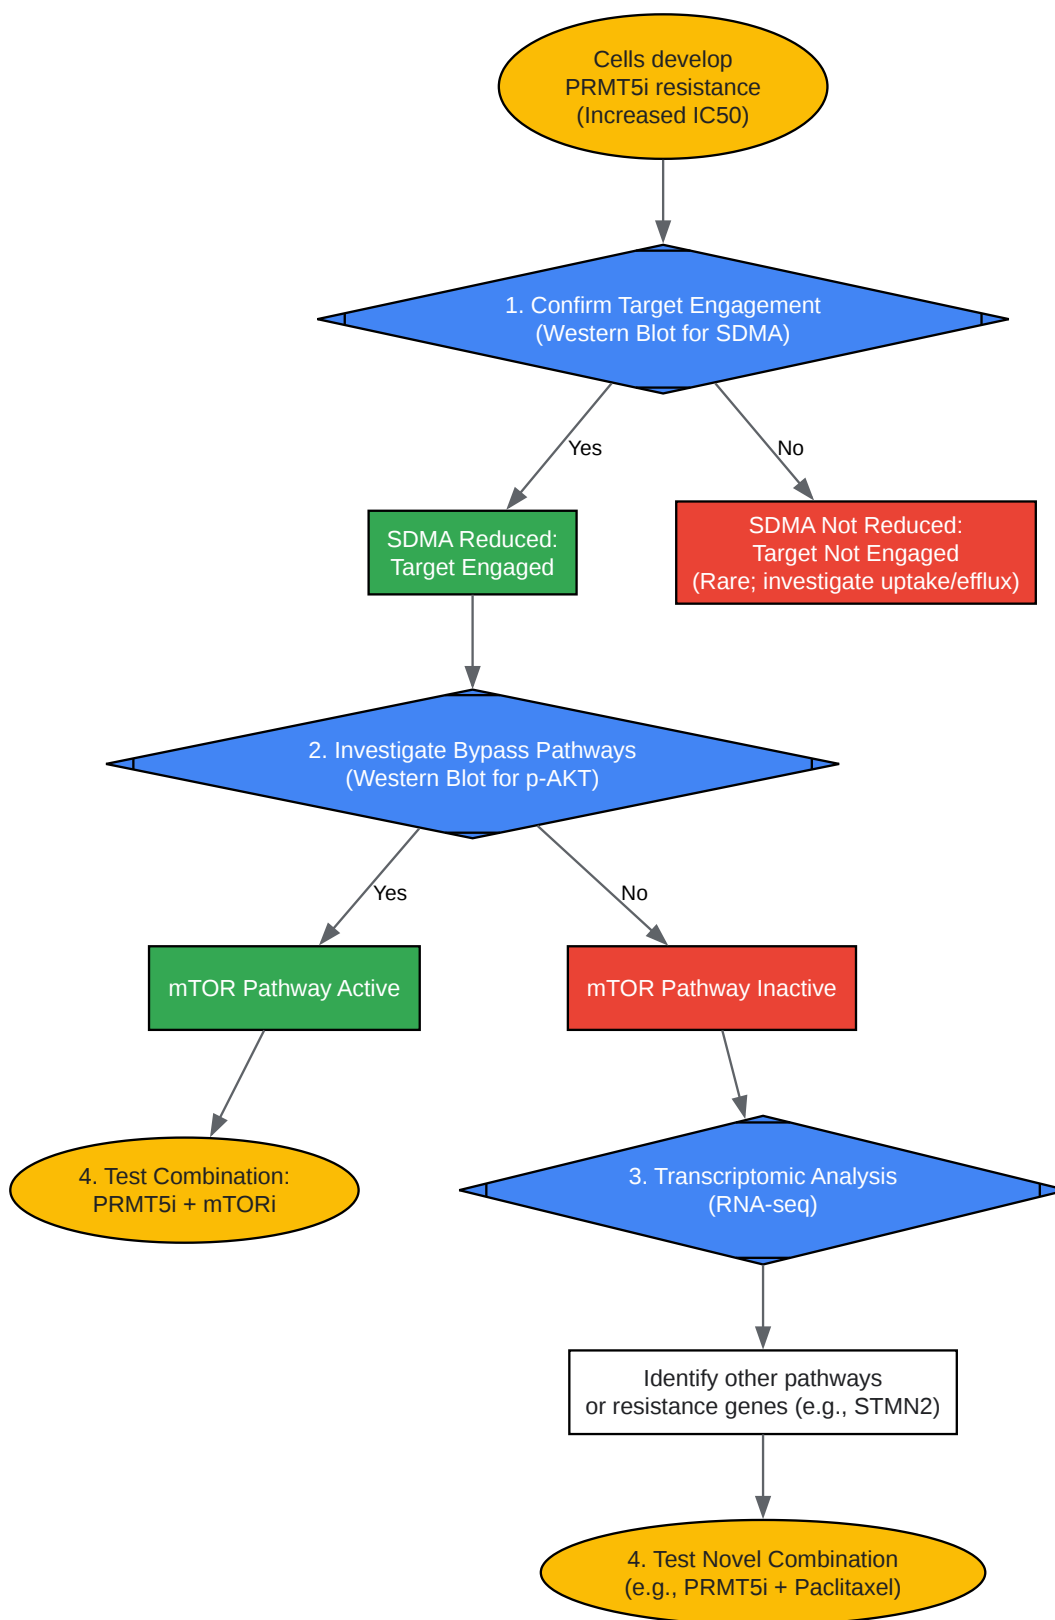 Cells develop
PRMT5i resistance
(Increased IC50)
1. Confirm Target Engagement
(Western Blot for SDMA)
Yes
No
SDMA Reduced:
Target Engaged
SDMA Not Reduced:
Target Not Engaged
(Rare; investigate uptake/efflux)
2. Investigate Bypass Pathways
(Western Blot for p-AKT)
Yes
No
mTOR Pathway Active
mTOR Pathway Inactive
4. Test Combination:
PRMT5i + mTORi
3. Transcriptomic Analysis
(RNA-seq)
Identify other pathways
or resistance genes (e.g., STMN2)
4. Test Novel Combination
(e.g., PRMT5i + Paclitaxel)